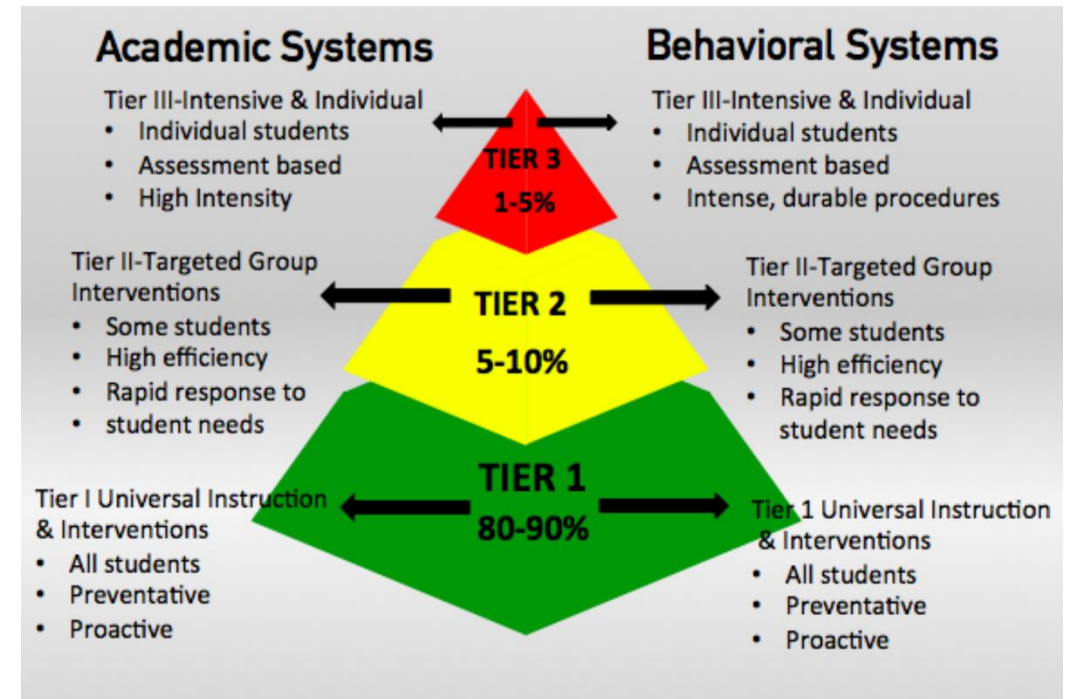 Academic Systems
Tier III-Intensive & Individual
• Individual students
• Assessment based
• High Intensity
Tier II-Targeted Group
Interventions
• Some students
• High efficiency
• Rapid response to
• student needs
Tier I Universal Instruction
& Interventions
• All students
• Preventative
• Proactive
TIER 3
1-5%
TIER 2
5-10%
TIER 1
80-90%
Behavioral Systems
Tier III-Intensive & Individual
• Individual students
• Assessment based
• Intense, durable procedures
Tier II-Targeted Group
Interventions
• Some students
• High efficiency
• Rapid response to
student needs
Tier 1 Universal Instruction
& Interventions
• All students
• Preventative
• Proactive